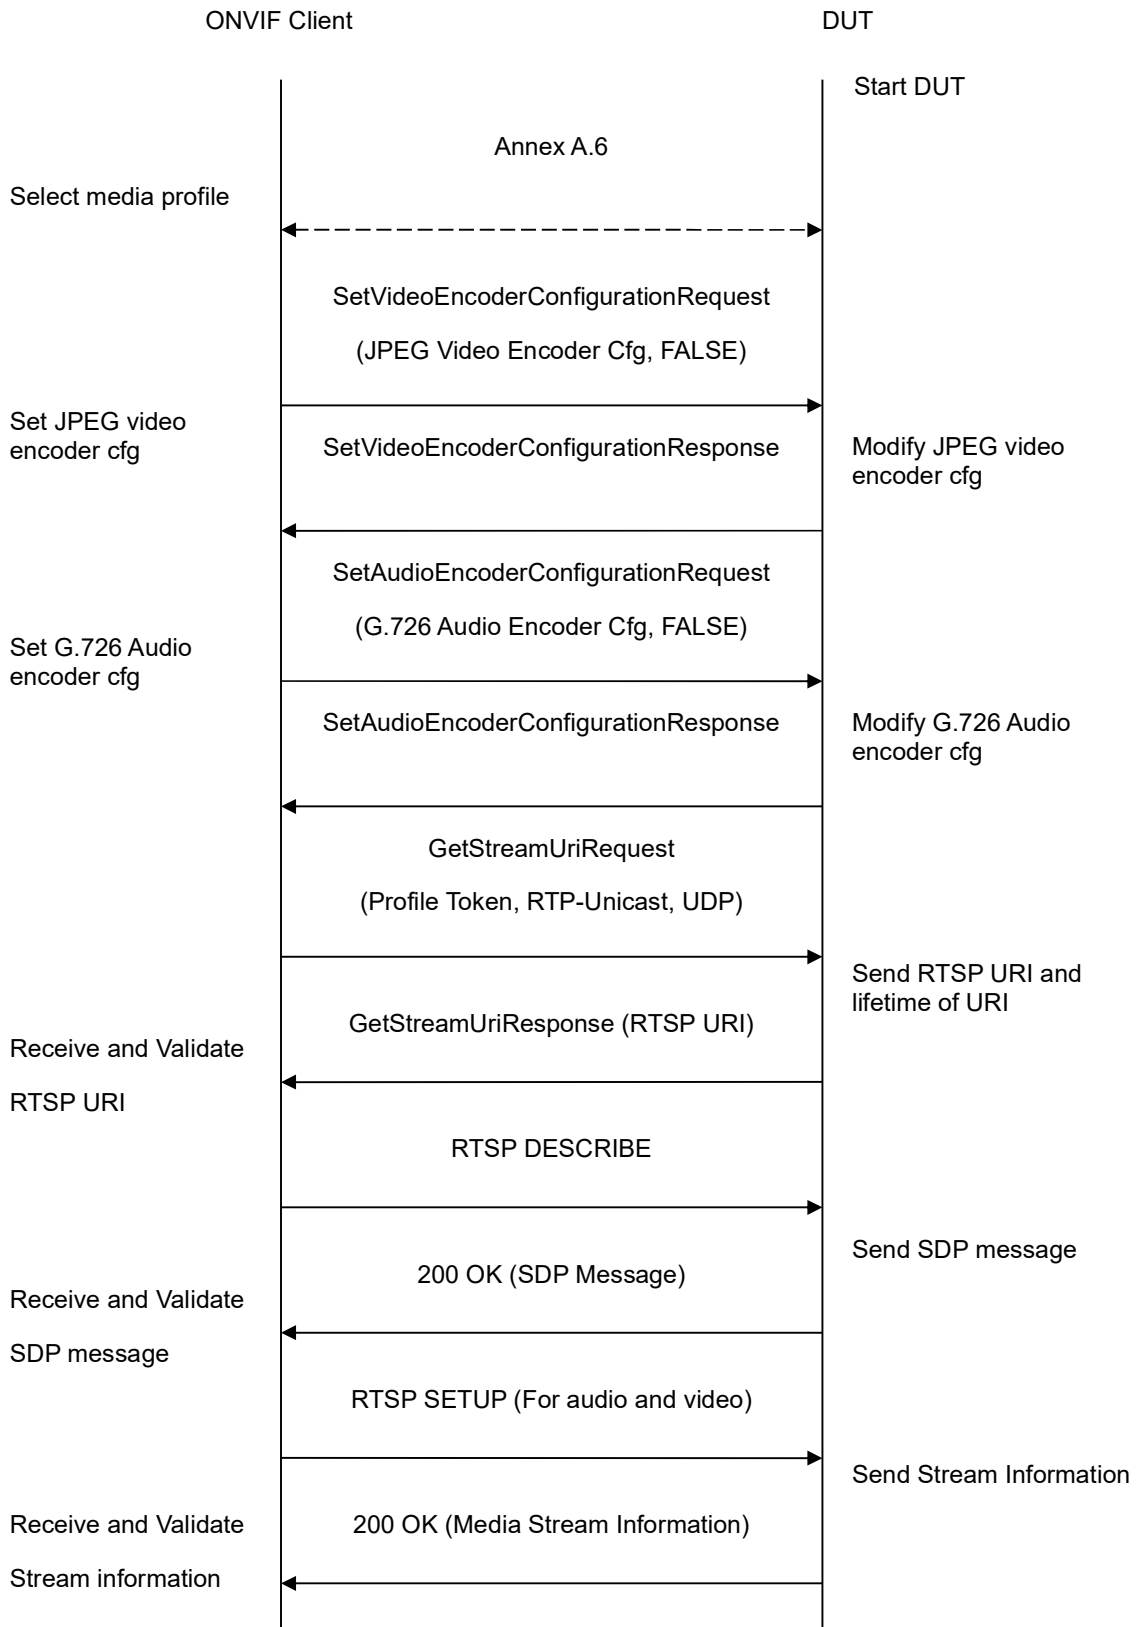 ONVIF Client
DUT
Start DUT
Annex A.6
Select media profile
SetVideoEncoderConfigurationRequest
(JPEG Video Encoder Cfg, FALSE)
Set JPEG video
encoder cfg
SetVideoEncoderConfigurationResponse
Modify JPEG video
encoder cfg
SetAudioEncoderConfigurationRequest
(G.726 Audio Encoder Cfg, FALSE)
Set G.726 Audio
encoder cfg
SetAudioEncoderConfigurationResponse
Modify G.726 Audio
encoder cfg
GetStreamUriRequest
(Profile Token, RTP-Unicast, UDP)
Send RTSP URI and
lifetime of URI
GetStreamUriResponse (RTSP URI)
Receive and Validate
RTSP URI
RTSP DESCRIBE
Send SDP message
200 OK (SDP Message)
Receive and Validate
SDP message
RTSP SETUP (For audio and video)
Send Stream Information
200 OK (Media Stream Information)
Receive and Validate
Stream information